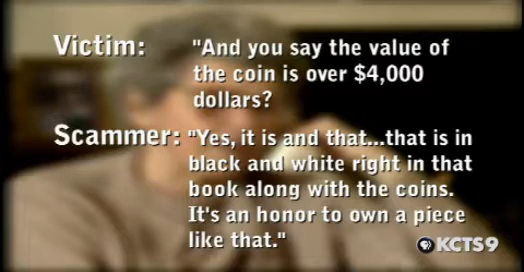 Victim: "And you say the value of
the coin is over $4,000
dollars?
Scammer: "Yes, it is and that...that is in
black and white right in that
book along with the coins.
It's an honor to own a piece
like that."
KCTS9